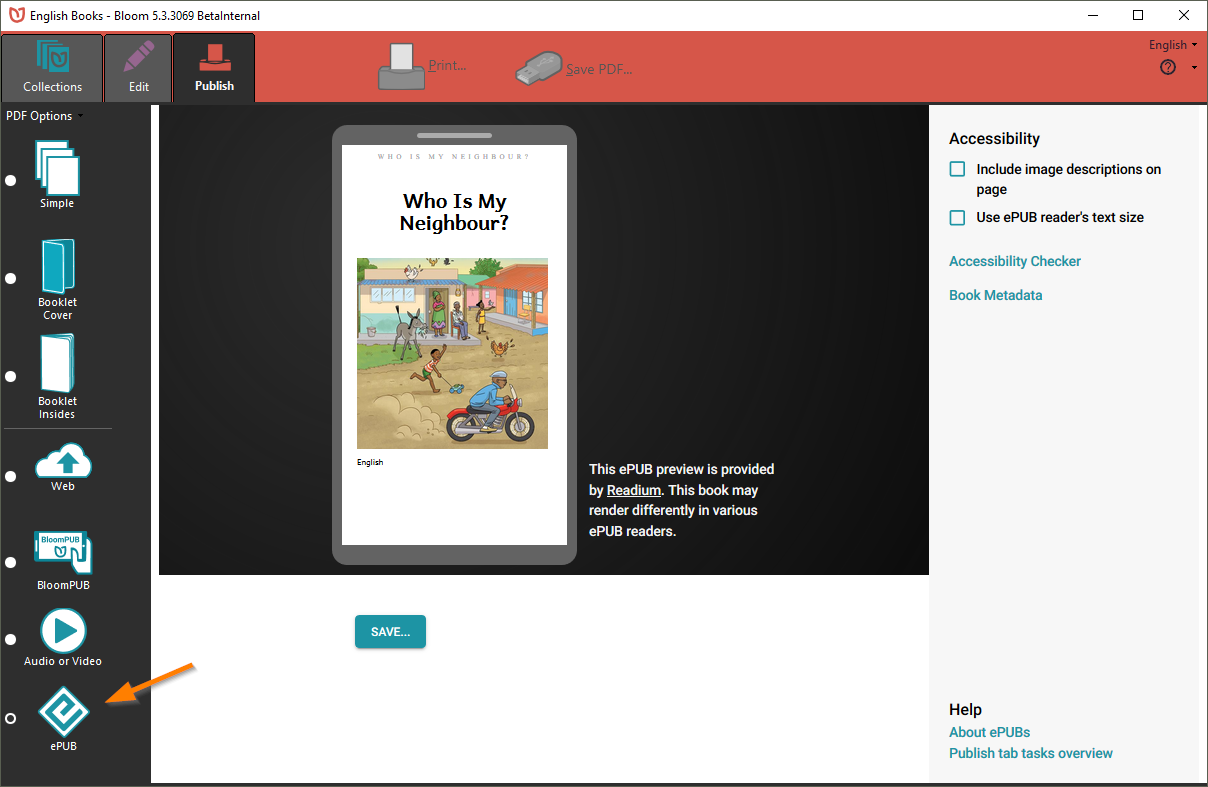 English Books - Bloom 5.3.3069 BetaInternal
Collections
Edit
Publish
Print...
Save PDF...
English
PDF Options
Simple
Booklet
Cover
Booklet
Insides
Web
BloomPUB
BloomPUB
Audio or Video
ePUB
WHO IS MY NEIGHBOUR?
Who Is My
Neighbour?
English
This ePUB preview is provided
by Readium. This book may
render differently in various
ePUB readers.
SAVE...
Accessibility
Include image descriptions on
page
Use ePUB reader's text size
Accessibility Checker
Book Metadata
Help
About ePUBs
Publish tab tasks overview